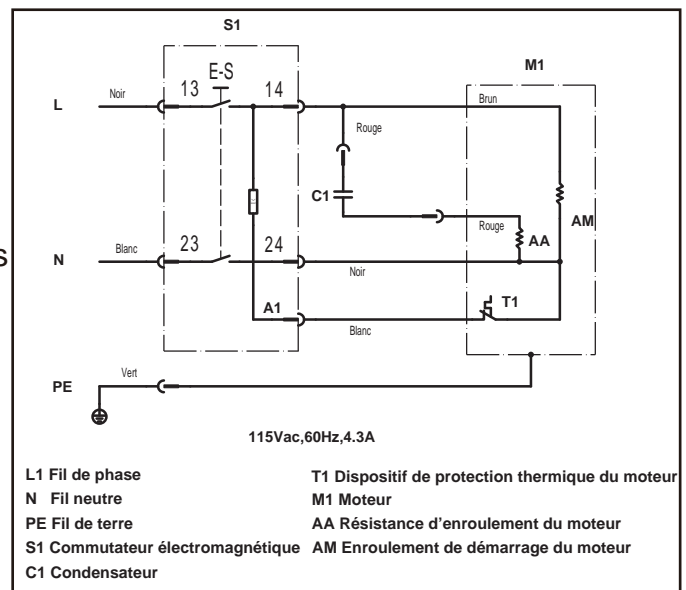 S1
M1
E-S
L
Noir
13
14
Brun
Rouge
C1
Rouge
AA
AM
S
N
Blanc
23
24
Noir
A1
T1
Blanc
PE
Vert
115Vac,60Hz,4.3A
L1 Fil de phase
T1 Dispositif de protection thermique du moteur
N Fil neutre
M1 Moteur
PE Fil de terre
AA Résistance d'enroulement du moteur
S1 Commutateur électromagnétique
AM Enroulement de démarrage du moteur
C1 Condensateur